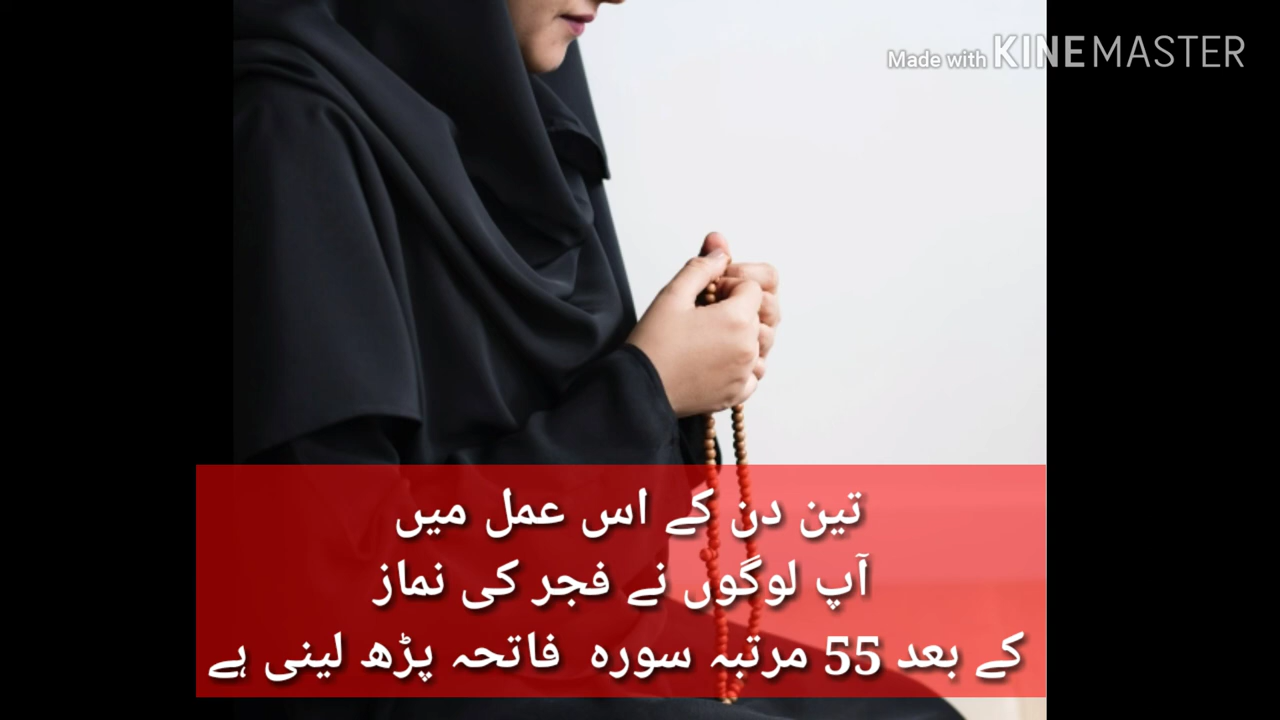 Made with KINEMASTER
تین دن کے اس عمل میں
آپ لوگوں نے فجر کی نماز
کے بعد 55 مرتبہ سورہ فاتحہ پڑھ لینی ہے